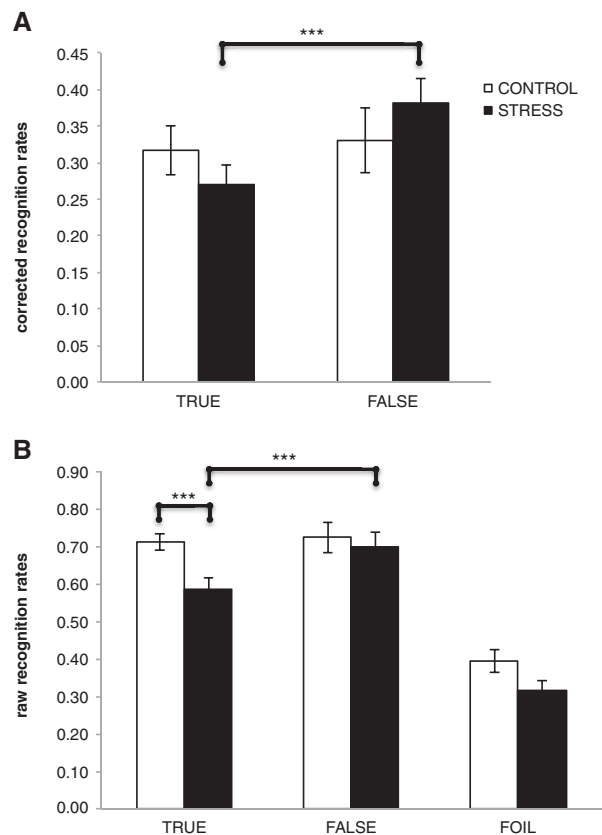 A
***
0.45
0.40
0.35
0.30
0.25
0.20
0.15
0.10
0.05
0.00
corrected recognition rates
CONTROL
STRESS
TRUE FALSE
B
***
***
0.90
0.80
0.70
0.60
0.50
0.40
0.30
0.20
0.10
0.00
raw recognition rates
TRUE FALSE FOIL